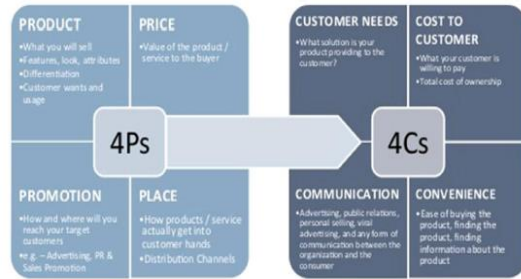 PRODUCT
•What you will sell
•Features, look, attributes
•Differentiation
•Customer wants and
usage
PRICE
•Value of the product /
service to the buyer
4Ps
PROMOTION
•How and where will you
reach your target
customers
•e.g. – Advertising, PR &
Sales Promotion
PLACE
•How products / service
actually get into
customer hands
•Distribution Channels
CUSTOMER NEEDS
•What solution is your
product providing to the
customer?
COST TO
CUSTOMER
•What your customer is
willing to pay
•Total cost of ownership
4Cs
COMMUNICATION
•Advertising, public relations,
personal selling, viral
advertising, and any form of
communication between the
organization and the
consumer
CONVENIENCE
•Ease of buying the
product, finding the
product, finding
information about the
product